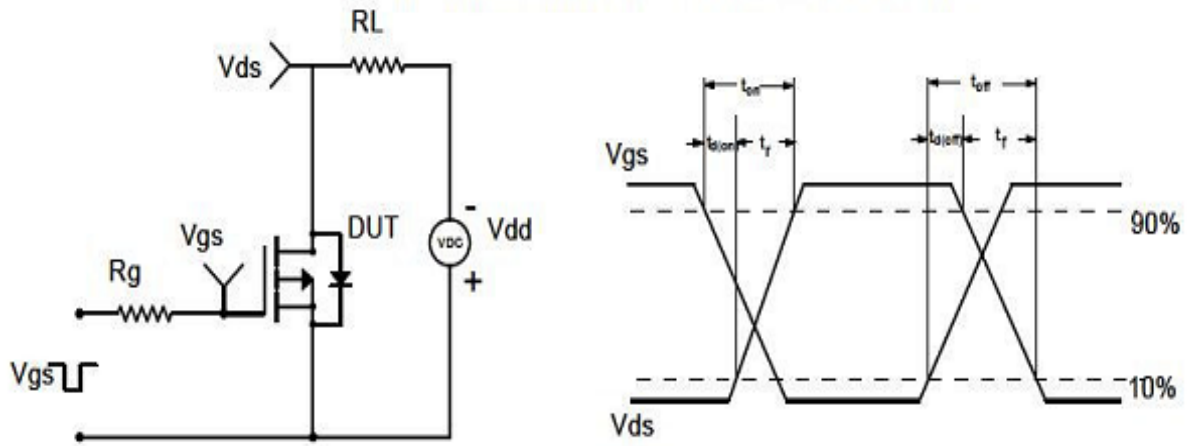 RL
Vds
Vgs
DUT
- Vdd
VDC
+
Rg
Vgs
ton toff
td(on) tr td(off) tf
Vgs
90%
10%
Vds